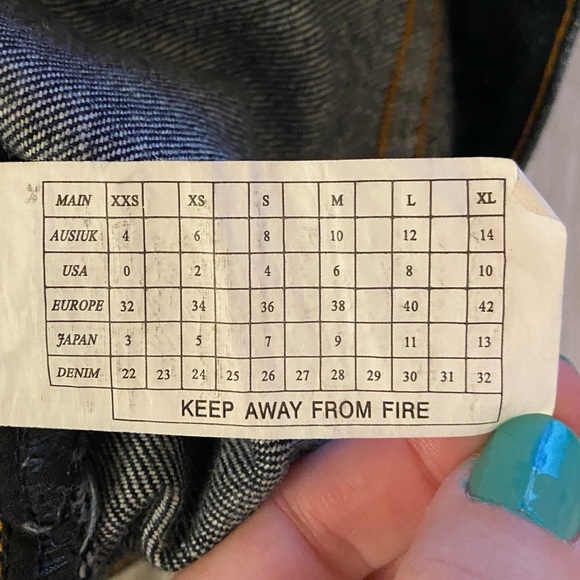 MAIN XXS XS S M L XL
AUSIUK 4 6 8 10 12 14
USA 0 2 4 6 8 10
EUROPE 32 34 36 38 40 42
JAPAN 3 5 7 9 11 13
DENIM 22 23 24 25 26 27 28 29 30 31 32
KEEP AWAY FROM FIRE